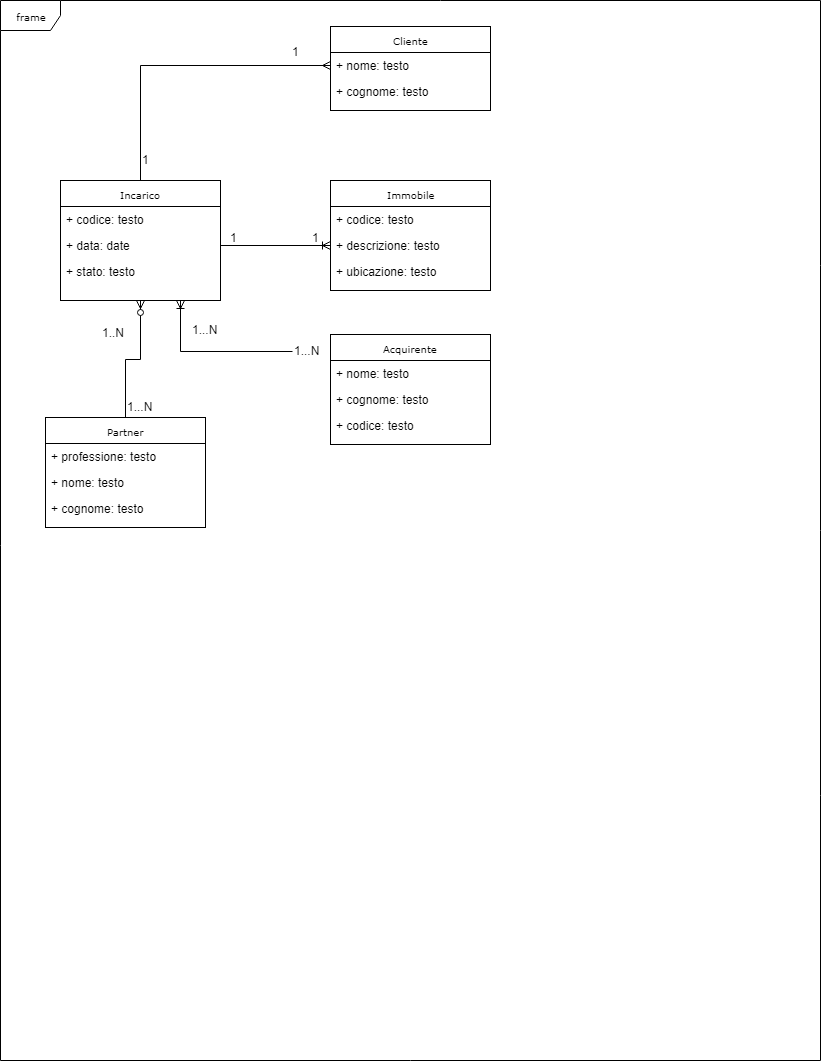 frame
Cliente
+ nome: testo
+ cognome: testo
1
1
Incarico
+ codice: testo
+ data: date
+ stato: testo
1
1
Immobile
+ codice: testo
+ descrizione: testo
+ ubicazione: testo
1..N
1...N
1...N
Acquirente
+ nome: testo
+ cognome: testo
+ codice: testo
1...N
Partner
+ professione: testo
+ nome: testo
+ cognome: testo